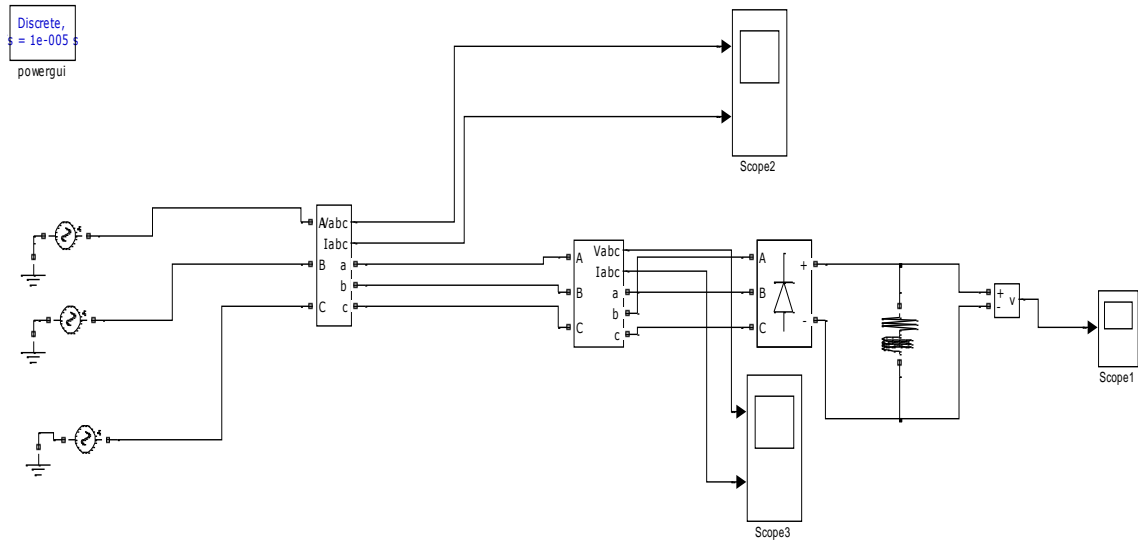 Discrete,
s = 1e-005 s
powergui
Scope2
A Vabc
Iabc
B a
b
C c
A Vabc
Iabc
B a
b
C c
A +
B
C -
+ v
-
Scope1
Scope3